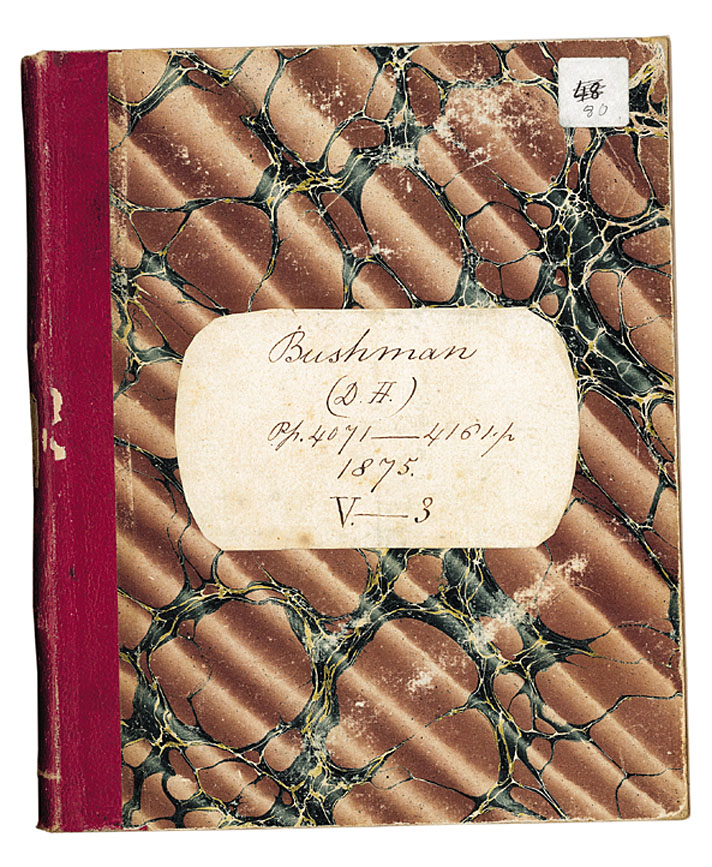 48
80
Bushman
(D. H.)
Pp. 4071—4161.p
1875.
V.—3